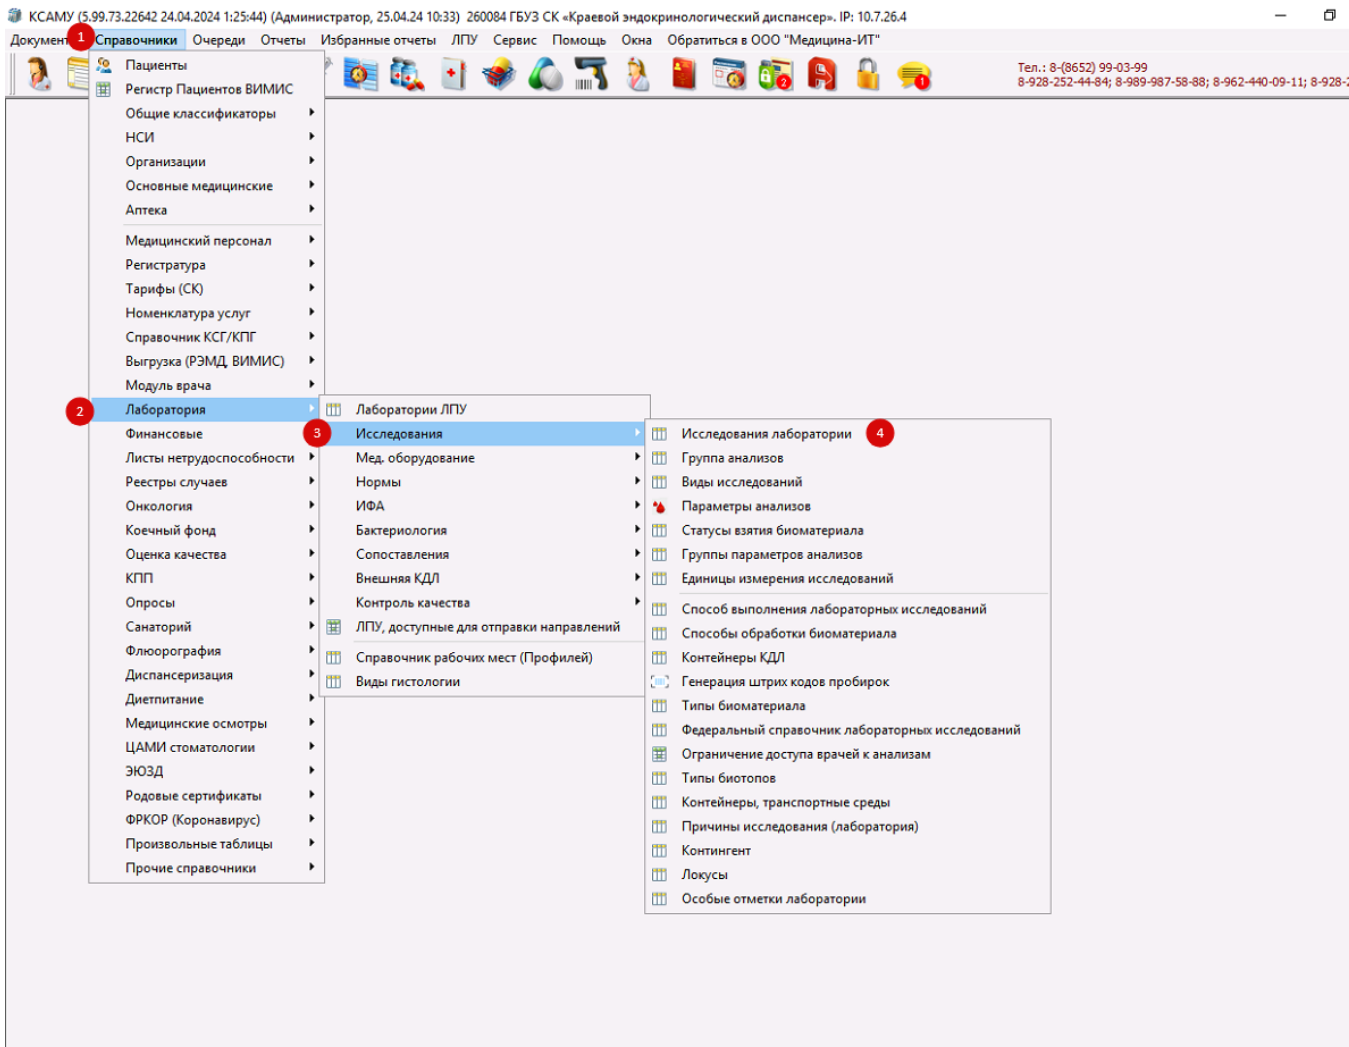 КСАМУ (5.99.73.22642 24.04.2024 1:25:44) (Администратор, 25.04.24 10:33) 260084 ГБУЗ СК «Краевой эндокринологический диспансер». IP: 10.7.26.4
1 Справочники Очереди Отчеты Избранные отчеты ЛПУ Сервис Помощь Окна Обратиться в ООО "Медицина-ИТ"
Тел.: 8-(8652) 99-03-99
8-928-252-44-84; 8-989-987-58-88; 8-962-440-09-11;
2
1
Пациенты
Регистр Пациентов ВИМИС
Общие классификаторы
НСИ
Организации
Основные медицинские
Аптека
Медицинский персонал
Регистратура
Тарифы (СК)
Номенклатура услуг
Справочник КСГ/КПГ
Выгрузка (РЭМД, ВИМИС)
Модуль врача
2 Лаборатория
Финансовые
Листы нетрудоспособности
Реестры случаев
Онкология
Коечный фонд
Оценка качества
КПП
Опросы
Санаторий
Флюорография
Диспансеризация
Диетпитание
Медицинские осмотры
ЦАМИ стоматологии
ЭЮЗД
Родовые сертификаты
ФРКОР (Коронавирус)
Произвольные таблицы
Прочие справочники
Лаборатории ЛПУ
3 Исследования
Мед. оборудование
Нормы
ИФА
Бактериология
Сопоставления
Внешняя КДЛ
Контроль качества
ЛПУ, доступные для отправки направлений
Справочник рабочих мест (Профилей)
Виды гистологии
Исследования лаборатории 4
Группа анализов
Виды исследований
Параметры анализов
Статусы взятия биоматериала
Группы параметров анализов
Единицы измерения исследований
Способ выполнения лабораторных исследований
Способы обработки биоматериала
Контейнеры КДЛ
Генерация штрих кодов пробирок
Типы биоматериала
Федеральный справочник лабораторных исследований
Ограничение доступа врачей к анализам
Типы биотопов
Контейнеры, транспортные среды
Причины исследования (лаборатория)
Контингент
Локусы
Особые отметки лаборатории